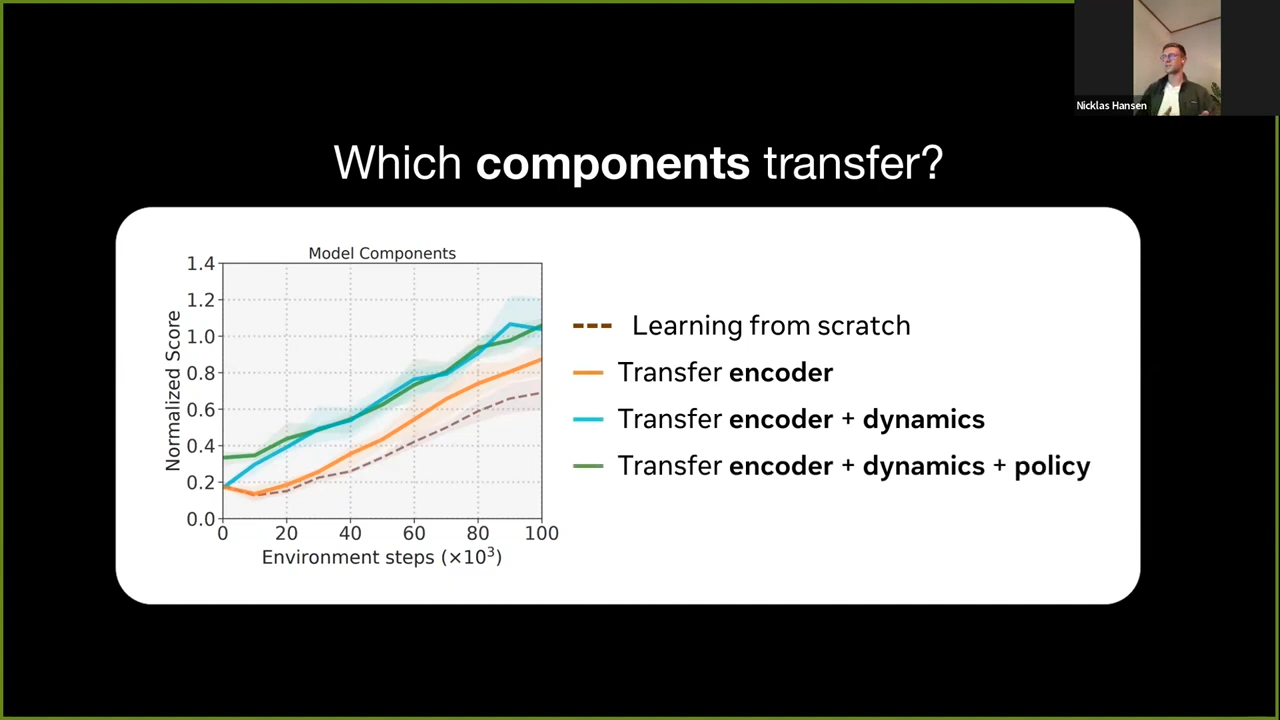 Nicklas Hansen
Which components transfer?
Model Components
Normalized Score
1.4
1.2
1.0
0.8
0.6
0.4
0.2
0.0
0 20 40 60 80 100
Environment steps (×10³)
Learning from scratch
Transfer encoder
Transfer encoder + dynamics
Transfer encoder + dynamics + policy